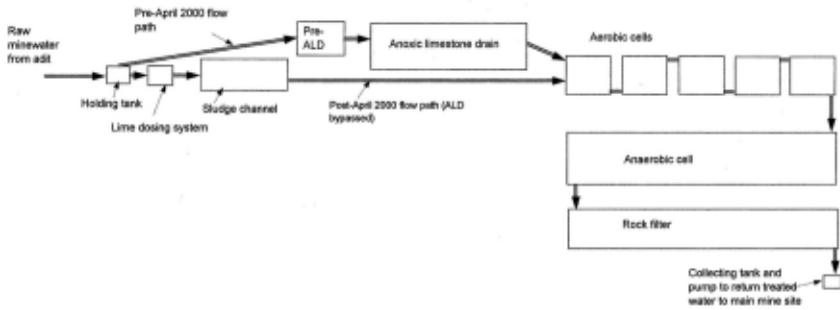 Pre-April 2000 flow
path
Raw
minewater
from adit
Pre-
ALD
Anoxic limestone drain
Aerobic cells
Holding tank
Sludge channel
Lime dosing system
Post-April 2000 flow path (ALD
bypassed)
Anaerobic cell
Rock filter
Collecting tank and
pump to return treated
water to main mine site